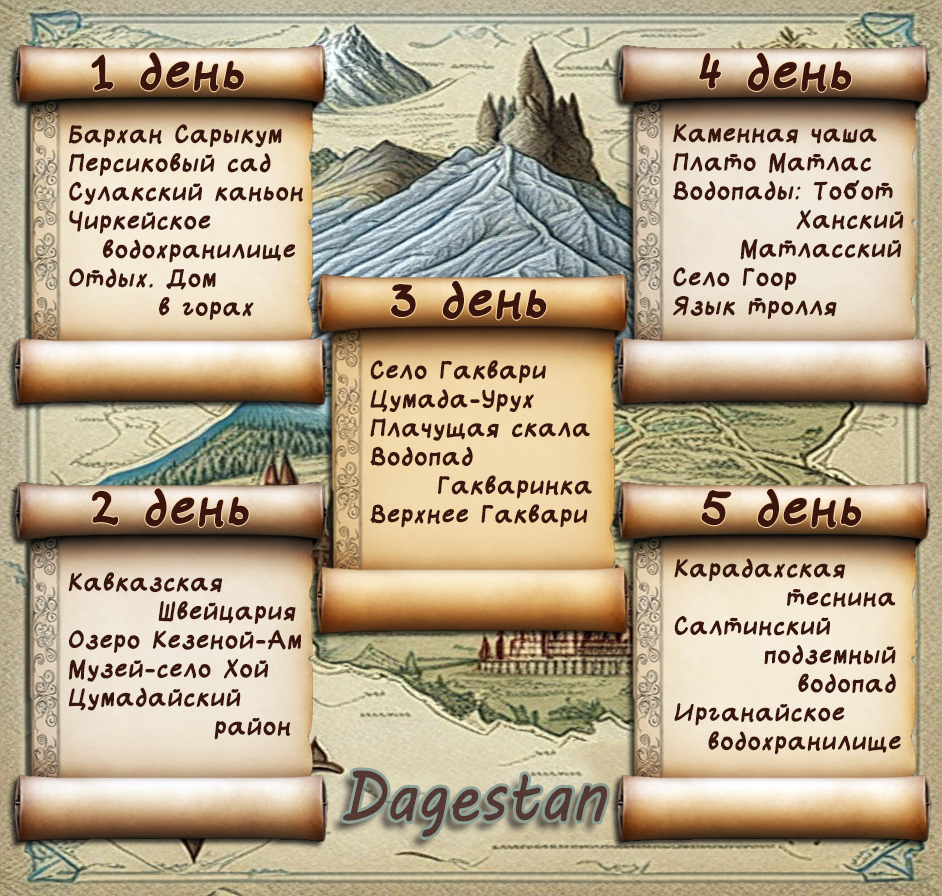 1 день
Бархан Сарыкум
Персиковый сад
Сулакский каньон
Чиркейское
водохранилище
Отдых. Дом
в горах
2 день
Кавказская
Швейцария
Озеро Кезеной-Ам
Музей-село Хой
Цумадайский
район
3 день
Село Гаквари
Цумада-Урух
Плачущая скала
Водопад
Гакваринка
Верхнее Гаквари
4 день
Каменная чаша
Плато Матлас
Водопады: Тобот
Ханский
Матласский
Село Гоор
Язык тролля
5 день
Карадахская
теснина
Салтинский
подземный
водопад
Ирганайское
водохранилище
Dagestan